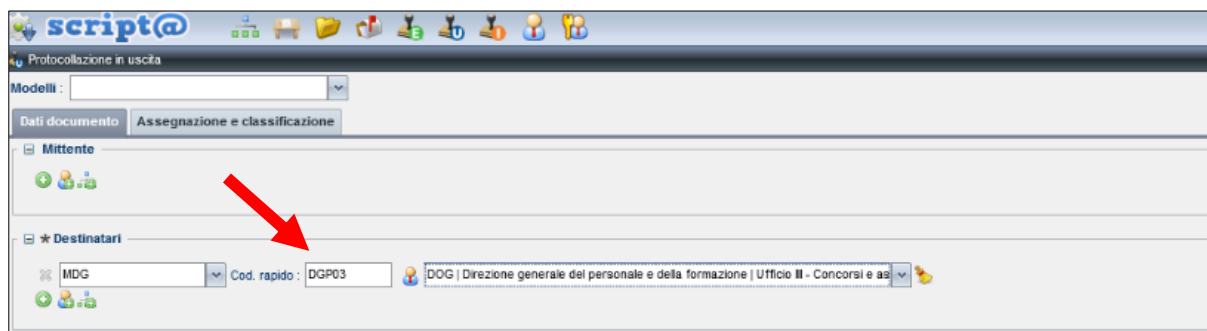 script@
Protocollazione in uscita
Modelli :
Dati documento Assegnazione e classificazione
Mittente
* Destinatari
MDG Cod. rapido : DGP03 DOG | Direzione generale del personale e della formazione | Ufficio III - Concorsi e as